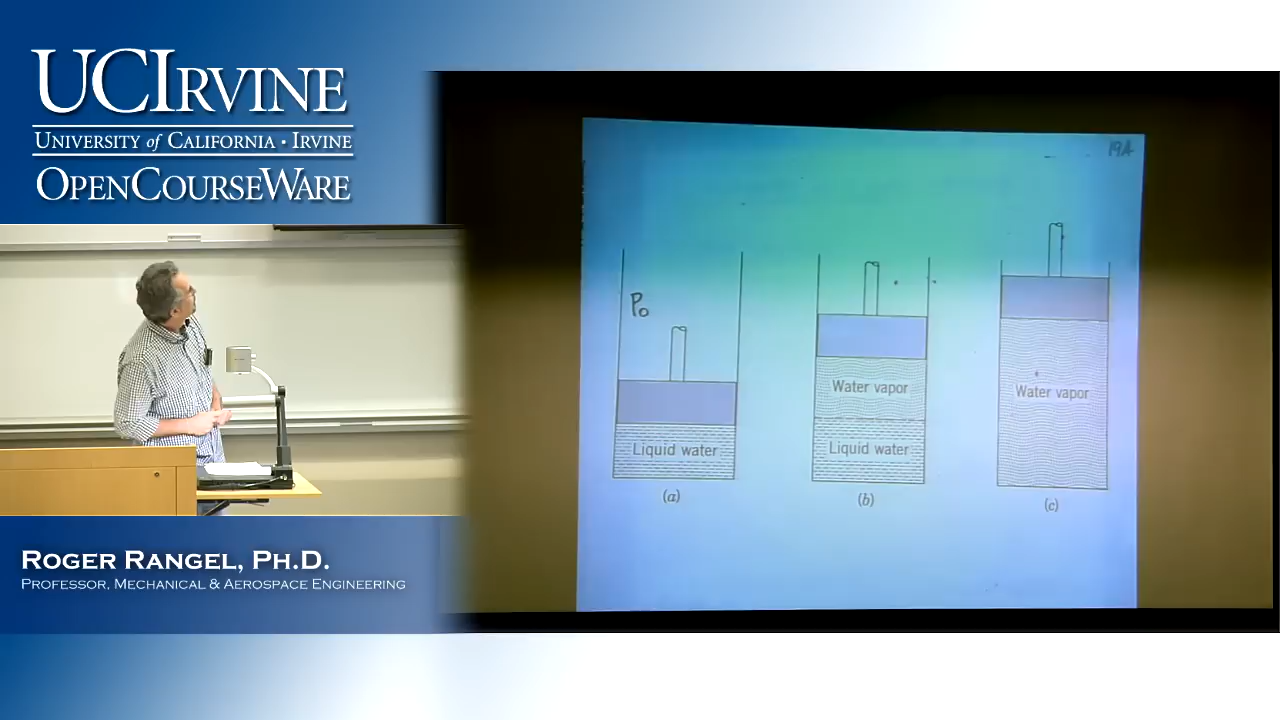 UCIRVINE
UNIVERSITY of CALIFORNIA • IRVINE
OPENCOURSEWARE
19A
P₀
Water vapor
Liquid water
(a)
Liquid water
(b)
Water vapor
(c)
ROGER RANGEL, PH.D.
PROFESSOR, MECHANICAL & AEROSPACE ENGINEERING